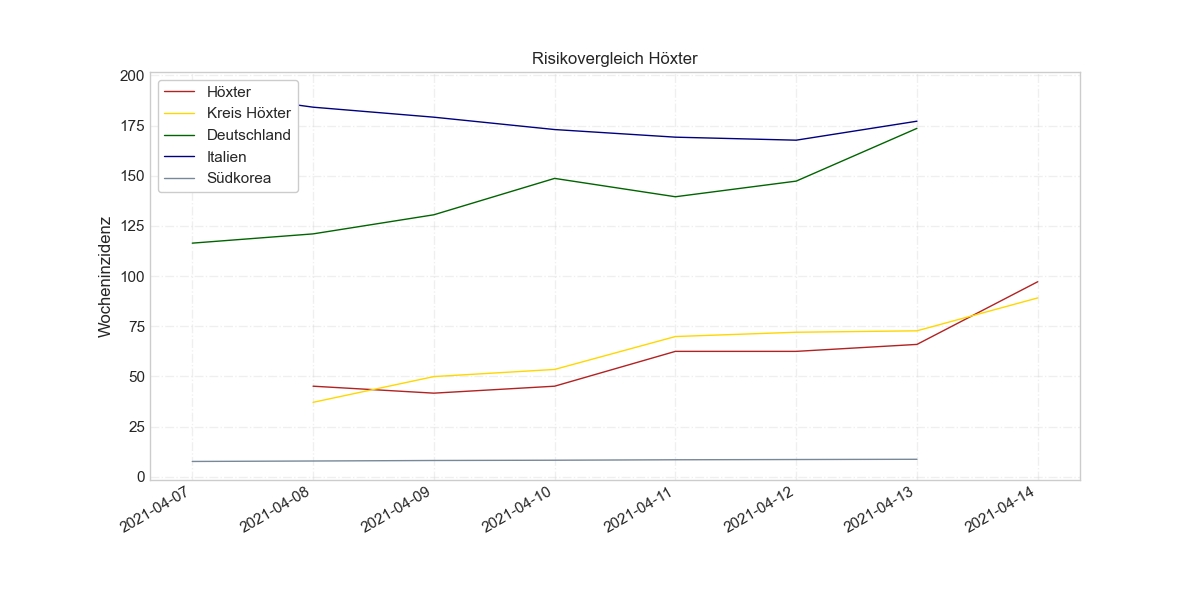 Risikovergleich Höxter
Höxter
Kreis Höxter
Deutschland
Italien
Südkorea
Wocheninzidenz
200
175
150
125
100
75
50
25
0
2021-04-07
2021-04-08
2021-04-09
2021-04-10
2021-04-11
2021-04-12
2021-04-13
2021-04-14